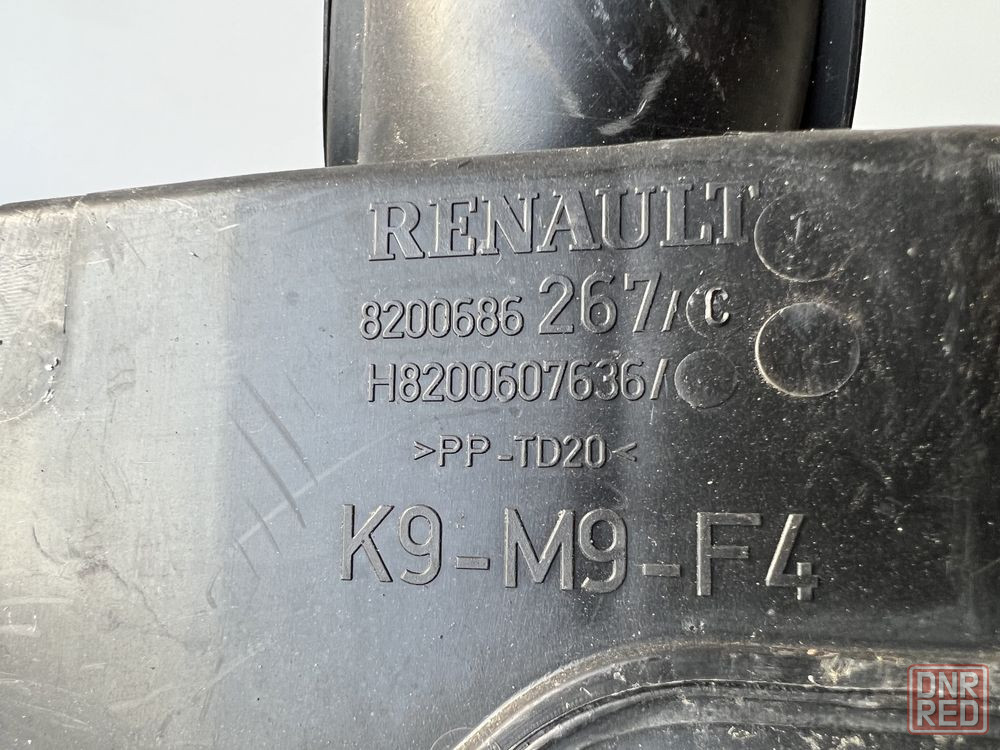 RENAULT
8200686 267/C
H8200607636/
>PP-TD20<
K9-M9-F4
DNR
RED